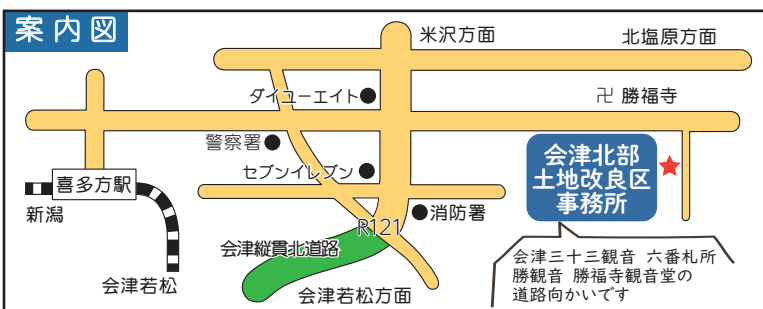 案内図
米沢方面
北塩原方面
ダイユーエイト
卍 勝福寺
警察署
セブンイレブン
会津北部
土地改良区
事務所
喜多方駅
新潟
消防署
R121
会津縦貫北道路
会津若松
会津若松方面
会津三十三観音 六番札所
勝観音 勝福寺観音堂の
道路向かいです